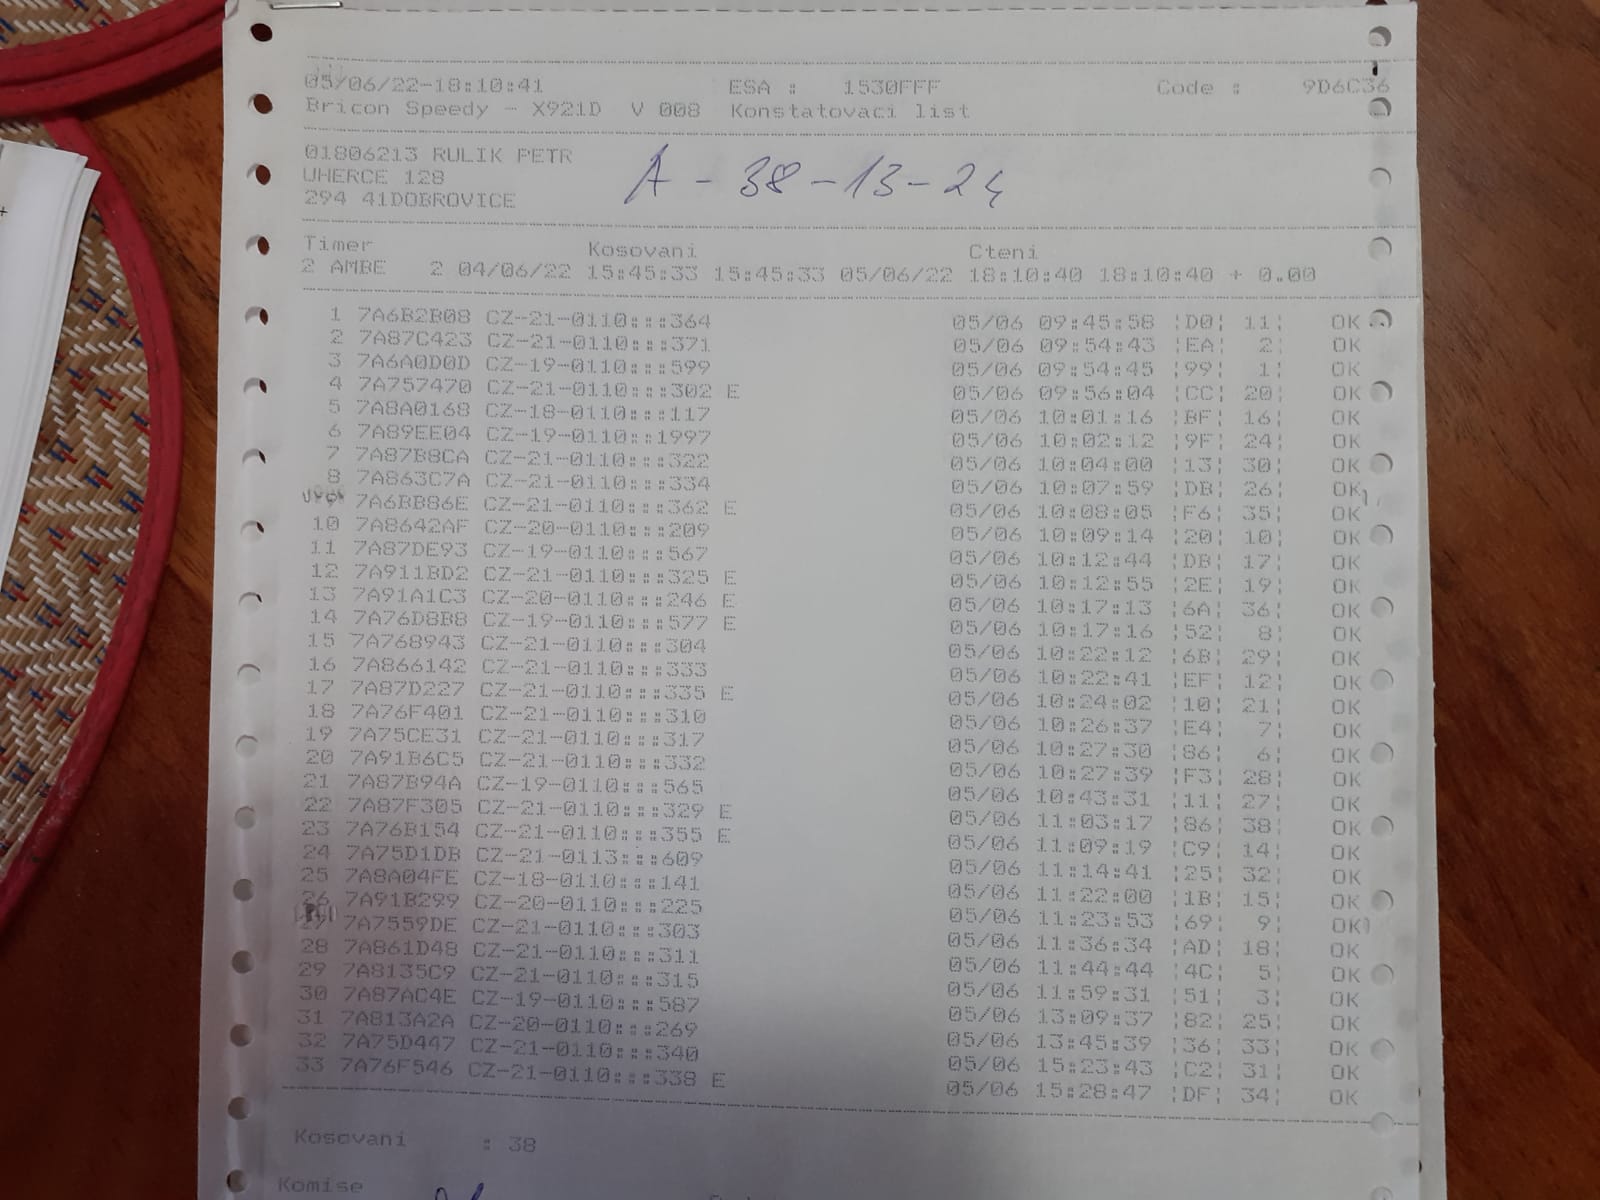 05/06/22-18:10:41 ESA : 1530FFF Code : 9D6C36
Bricon Speedy - X921D V 008 Konstatovaci list
01806213 RULIK PETR
UHERCE 128
294 41DOBROVICE
A - 38 - 13 - 24
Timer Kosovani Cteni
2 AMBE 2 04/06/22 15:45:33 15:45:33 05/06/22 18:10:40 18:10:40 + 0.00
1 7A6B2B08 CZ-21-0110:::364 05/06 09:45:58 ¦D0¦ 11¦ OK
2 7A87C423 CZ-21-0110:::371 05/06 09:54:43 ¦EA¦ 2¦ OK
3 7A6A0D0D CZ-19-0110:::599 05/06 09:54:45 ¦99¦ 1¦ OK
4 7A757470 CZ-21-0110:::302 E 05/06 09:56:04 ¦CC¦ 20¦ OK
5 7A8A0168 CZ-18-0110:::117 05/06 10:01:16 ¦BF¦ 16¦ OK
6 7A89EE04 CZ-19-0110::1997 05/06 10:02:12 ¦9F¦ 24¦ OK
7 7A87B8CA CZ-21-0110:::322 05/06 10:04:00 ¦13¦ 30¦ OK
8 7A863C7A CZ-21-0110:::334 05/06 10:07:59 ¦DB¦ 26¦ OK
7A6BB86E CZ-21-0110:::362 E 05/06 10:08:05 ¦F6¦ 35¦ OK
10 7A8642AF CZ-20-0110:::209 05/06 10:09:14 ¦20¦ 10¦ OK
11 7A87DE93 CZ-19-0110:::567 05/06 10:12:44 ¦DB¦ 17¦ OK
12 7A911BD2 CZ-21-0110:::325 E 05/06 10:12:55 ¦2E¦ 19¦ OK
13 7A91A1C3 CZ-20-0110:::246 E 05/06 10:17:13 ¦6A¦ 36¦ OK
14 7A76D8B8 CZ-19-0110:::577 E 05/06 10:17:16 ¦52¦ 8¦ OK
15 7A768943 CZ-21-0110:::304 05/06 10:22:12 ¦6B¦ 29¦ OK
16 7A866142 CZ-21-0110:::333 05/06 10:22:41 ¦EF¦ 12¦ OK
17 7A87D227 CZ-21-0110:::335 E 05/06 10:24:02 ¦10¦ 21¦ OK
18 7A76F401 CZ-21-0110:::310 05/06 10:26:37 ¦E4¦ 7¦ OK
19 7A75CE31 CZ-21-0110:::317 05/06 10:27:30 ¦86¦ 6¦ OK
20 7A91B6C5 CZ-21-0110:::332 05/06 10:27:39 ¦F3¦ 28¦ OK
21 7A87B94A CZ-19-0110:::565 05/06 10:43:31 ¦11¦ 27¦ OK
22 7A87F305 CZ-21-0110:::329 E 05/06 11:03:17 ¦86¦ 38¦ OK
23 7A76B154 CZ-21-0110:::355 E 05/06 11:09:19 ¦C9¦ 14¦ OK
24 7A75D1DB CZ-21-0113:::609 05/06 11:14:41 ¦25¦ 32¦ OK
25 7A8A04FE CZ-18-0110:::141 05/06 11:22:00 ¦1B¦ 15¦ OK
26 7A91B299 CZ-20-0110:::225 05/06 11:23:53 ¦69¦ 9¦ OK
27 7A7559DE CZ-21-0110:::303 05/06 11:36:34 ¦AD¦ 18¦ OK
28 7A861D48 CZ-21-0110:::311 05/06 11:44:44 ¦4C¦ 5¦ OK
29 7A8135C9 CZ-21-0110:::315 05/06 11:59:31 ¦51¦ 3¦ OK
30 7A87AC4E CZ-19-0110:::587 05/06 13:09:37 ¦82¦ 25¦ OK
31 7A813A2A CZ-20-0110:::269 05/06 13:45:39 ¦36¦ 33¦ OK
32 7A75D447 CZ-21-0110:::340 05/06 15:23:43 ¦C2¦ 31¦ OK
33 7A76F546 CZ-21-0110:::338 E 05/06 15:28:47 ¦DF¦ 34¦ OK
Kosovani : 38
Komise